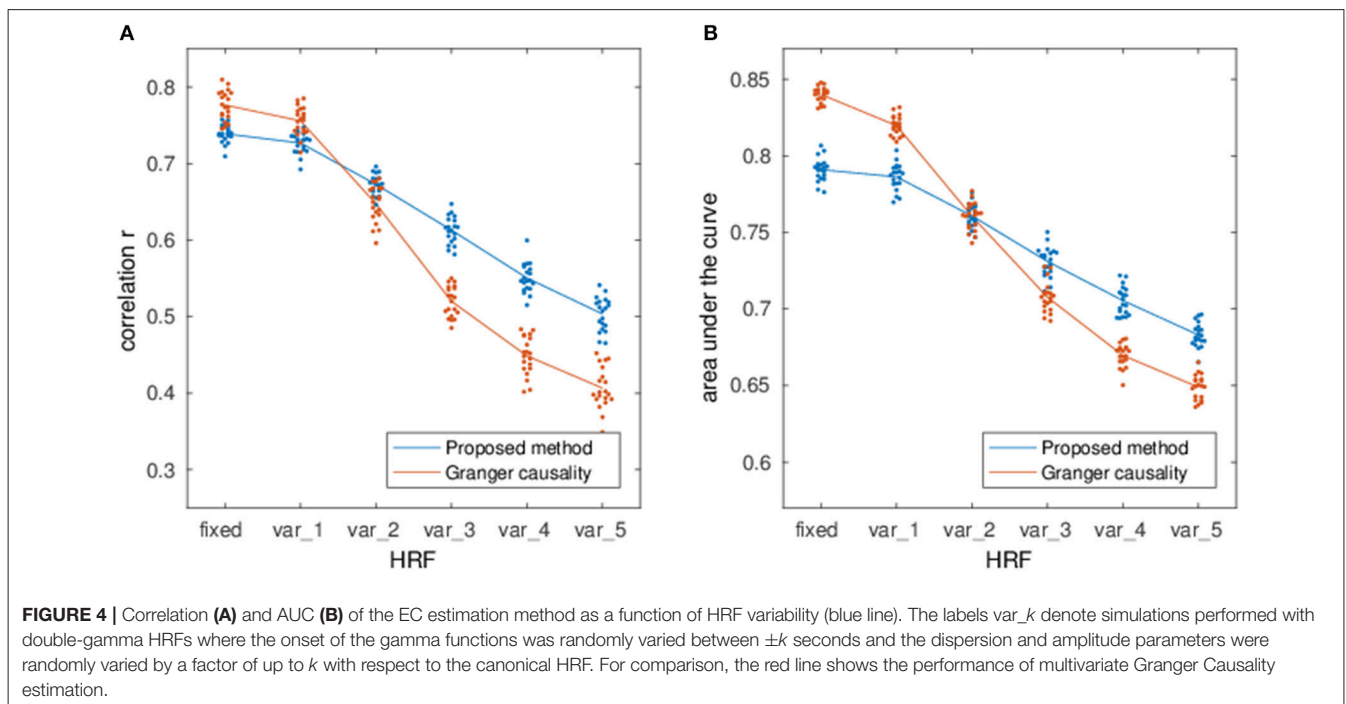 A
correlation r
0.8
0.7
0.6
0.5
0.4
0.3
Proposed method
Granger causality
fixed var_1 var_2 var_3 var_4 var_5
HRF
B
area under the curve
0.85
0.8
0.75
0.7
0.65
0.6
Proposed method
Granger causality
fixed var_1 var_2 var_3 var_4 var_5
HRF
FIGURE 4 | Correlation (A) and AUC (B) of the EC estimation method as a function of HRF variability (blue line). The labels var_k denote simulations performed with
double-gamma HRFs where the onset of the gamma functions was randomly varied between ±k seconds and the dispersion and amplitude parameters were
randomly varied by a factor of up to k with respect to the canonical HRF. For comparison, the red line shows the performance of multivariate Granger Causality
estimation.